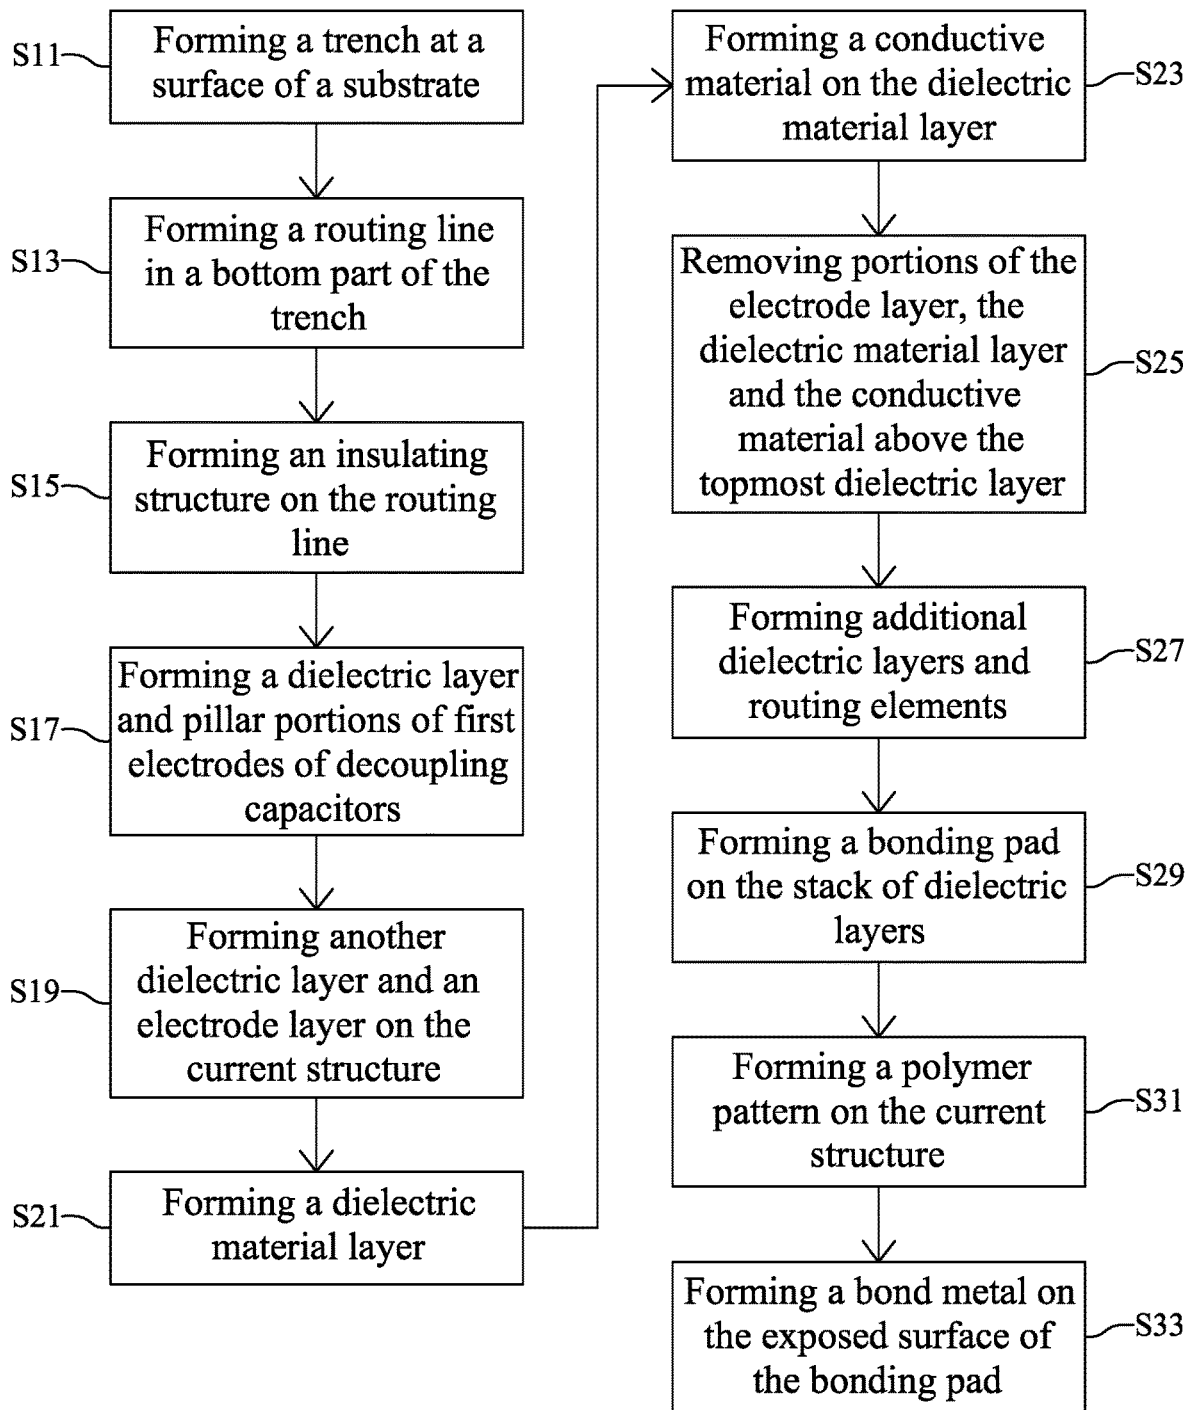 S11
Forming a trench at a
surface of a substrate
S13
Forming a routing line
in a bottom part of the
trench
S15
Forming an insulating
structure on the routing
line
S17
Forming a dielectric layer
and pillar portions of first
electrodes of decoupling
capacitors
S19
Forming another
dielectric layer and an
electrode layer on the
current structure
S21
Forming a dielectric
material layer
Forming a conductive
material on the dielectric
material layer
S23
Removing portions of the
electrode layer, the
dielectric material layer
and the conductive
material above the
topmost dielectric layer
S25
Forming additional
dielectric layers and
routing elements
S27
Forming a bonding pad
on the stack of dielectric
layers
S29
Forming a polymer
pattern on the current
structure
S31
Forming a bond metal on
the exposed surface of
the bonding pad
S33